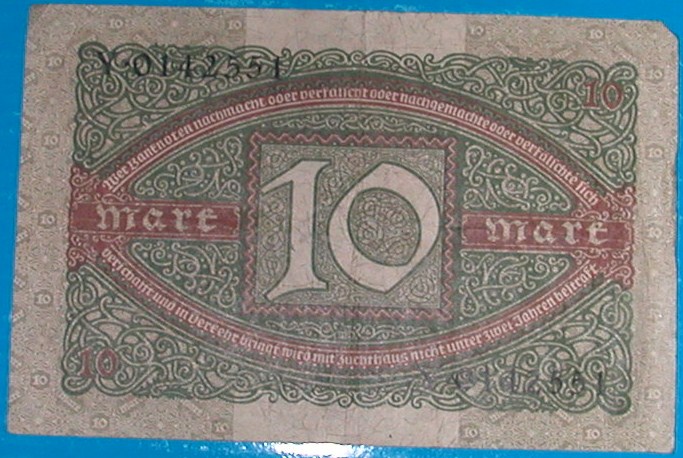 Y·0142551
10
Wer Banknoten nachmacht oder verfälscht oder nachgemachte oder verfälschte sich
Mark 10 Mark
verschafft und in Verkehr bringt wird mit Zuchthaus nicht unter zwei Jahren bestraft
10
Y·0142551